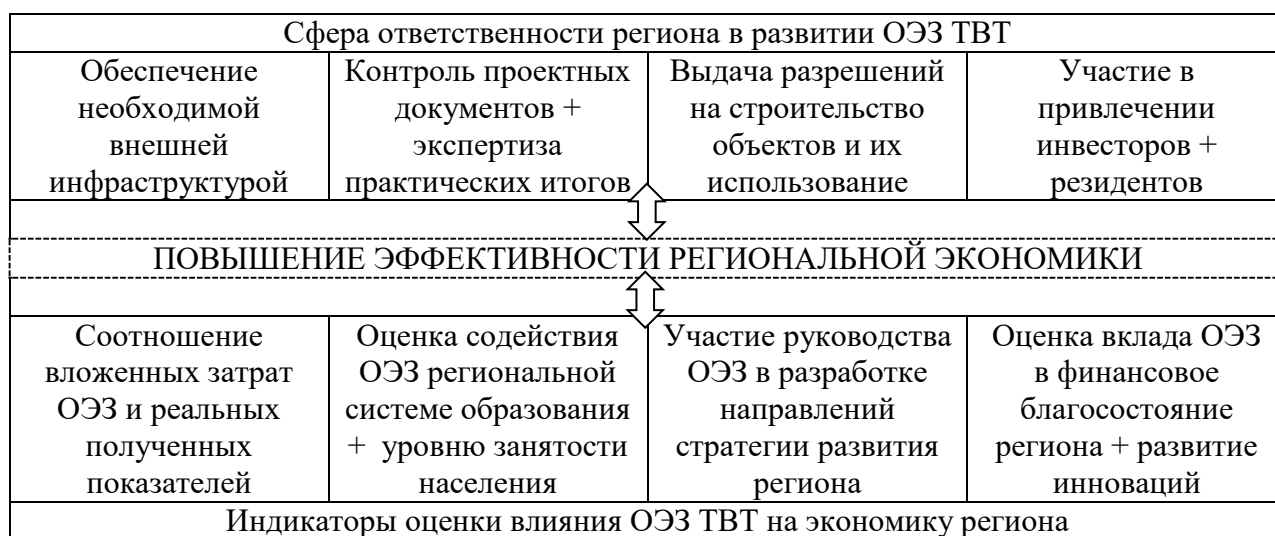 Сфера ответственности региона в развитии ОЭЗ ТВТ
Обеспечение
необходимой
внешней
инфраструктурой
Контроль проектных
документов +
экспертиза
практических итогов
Выдача разрешений
на строительство
объектов и их
использование
Участие в
привлечении
инвесторов +
резидентов
ПОВЫШЕНИЕ ЭФФЕКТИВНОСТИ РЕГИОНАЛЬНОЙ ЭКОНОМИКИ
Соотношение
вложенных затрат
ОЭЗ и реальных
полученных
показателей
Оценка содействия
ОЭЗ региональной
системе образования
+ уровню занятости
населения
Участие руководства
ОЭЗ в разработке
направлений
стратегии развития
региона
Оценка вклада ОЭЗ
в финансовое
благосостояние
региона + развитие
инноваций
Индикаторы оценки влияния ОЭЗ ТВТ на экономику региона